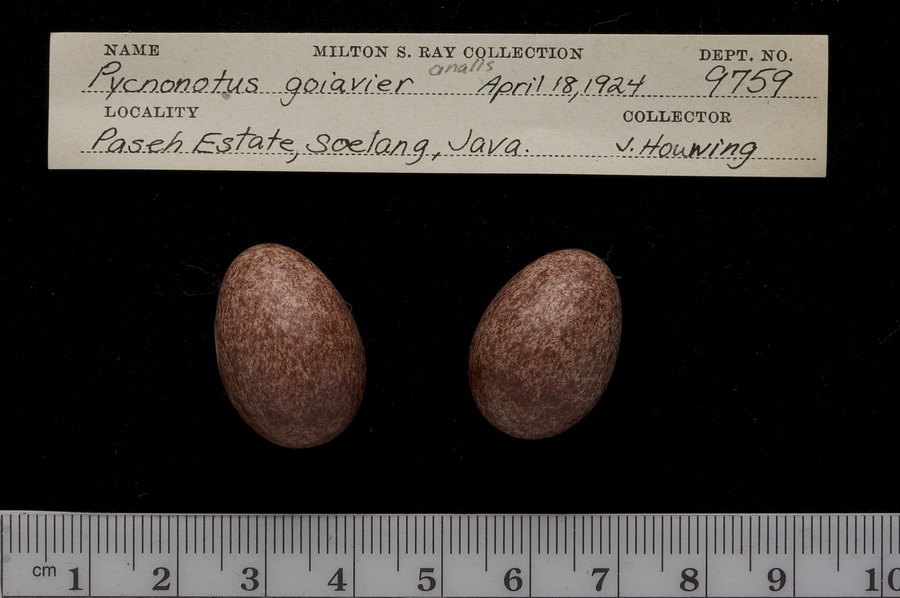 NAME MILTON S. RAY COLLECTION DEPT. NO.
Pycnonotus goiavier analis April 18, 1924 9759
LOCALITY COLLECTOR
Paseh Estate, Soelang, Java. J. Houwing
cm 1 2 3 4 5 6 7 8 9 10